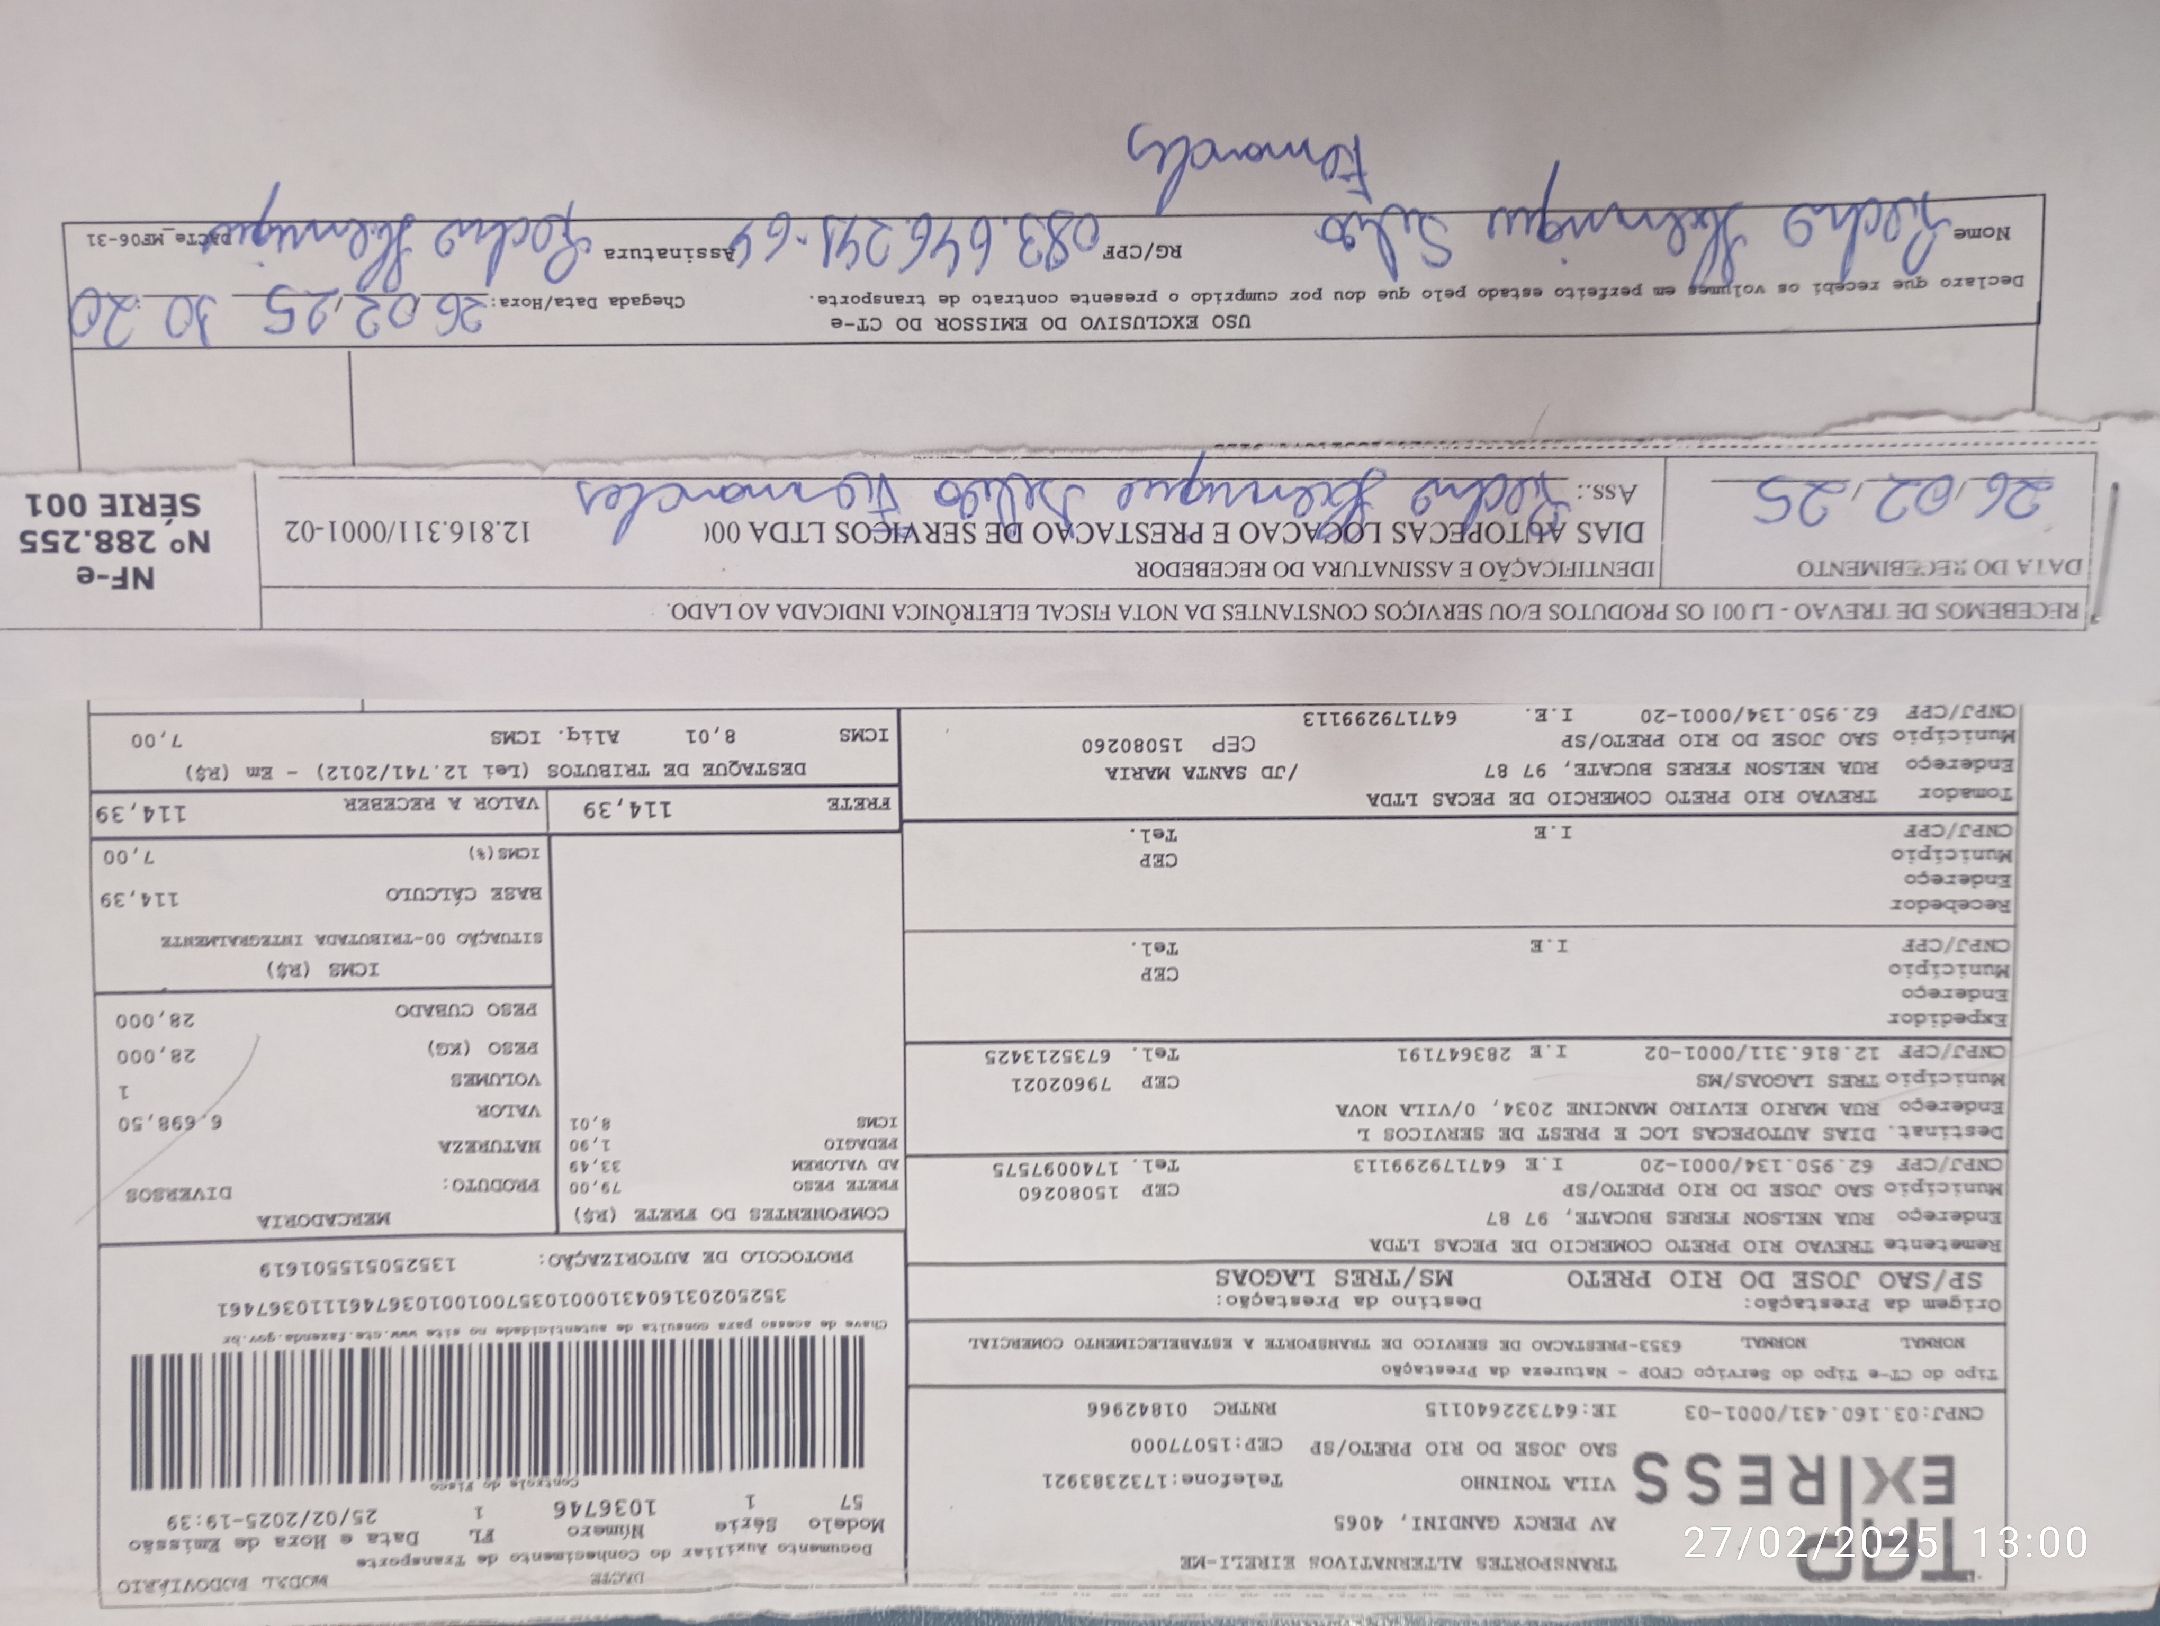 TRANSPORTES ALTERNATIVOS EIRELI-ME
AV PERCY GANDINI, 4065
VILA TONINHO Telefone:1732383921
EXPRESS
SAO JOSE DO RIO PRETO/SP CEP:15077000
CNPJ:03.160.431/0001-03 IE:647322640115 RNTRC 01842966
DACTE MODAL RODOVIÁRIO
Documento Auxiliar do Conhecimento de Transporte
Modelo Série Número FL Data e Hora de Emissão
57 1 1036746 1 25/02/2025-19:39
Controle do Fisco
Chave de acesso para consulta de autenticidade no site www.cte.fazenda.gov.br
35250203160431000103570010010367461110367461
PROTOCOLO DE AUTORIZAÇÃO: 135250515501619
Tipo do CT-e Tipo do Serviço CFOP - Natureza da Prestação
NORMAL NORMAL 6353-PRESTACAO DE SERVICO DE TRANSPORTE A ESTABELECIMENTO COMERCIAL
Origem da Prestação: Destino da Prestação:
SP/SAO JOSE DO RIO PRETO MS/TRES LAGOAS
Remetente TREVAO RIO PRETO COMERCIO DE PECAS LTDA
Endereço RUA NELSON FERES BUCATE, 97 87
Município SAO JOSE DO RIO PRETO/SP CEP 15080260
CNPJ/CPF 62.950.134/0001-20 I.E 647179299113 Tel. 1740097575
Destinat. DIAS AUTOPECAS LOC E PREST DE SERVICOS L
Endereço RUA MARIO ELVIRO MANCINE 2034, 0/VILA NOVA
Município TRES LAGOAS/MS CEP 79602021
CNPJ/CPF 12.816.311/0001-02 I.E 283647191 Tel. 6735213425
Expedidor
Endereço
Município CEP
CNPJ/CPF I.E Tel.
Recebedor
Endereço
Município CEP
CNPJ/CPF I.E Tel.
Tomador TREVAO RIO PRETO COMERCIO DE PECAS LTDA
Endereço RUA NELSON FERES BUCATE, 97 87 /JD SANTA MARIA
Município SAO JOSE DO RIO PRETO/SP CEP 15080260
CNPJ/CPF 62.950.134/0001-20 I.E. 647179299113
COMPONENTES DO FRETE (R$)
FRETE PESO 79,00
AD VALOREM 33,49
PEDAGIO 1,90
ICMS 8,01
MERCADORIA
PRODUTO: DIVERSOS
NATUREZA
VALOR 6.698,50
VOLUMES 1
PESO (KG) 28,000
PESO CUBADO 28,000
ICMS (R$)
SITUAÇÃO 00-TRIBUTADA INTEGRALMENTE
BASE CÁLCULO 114,39
ICMS(%) 7,00
FRETE 114,39 VALOR A RECEBER 114,39
DESTAQUE DE TRIBUTOS (Lei 12.741/2012) - Em (R$)
ICMS 8,01 Aliq. ICMS 7,00
RECEBEMOS DE TREVAO - LJ 001 OS PRODUTOS E/OU SERVIÇOS CONSTANTES DA NOTA FISCAL ELETRÔNICA INDICADA AO LADO.
DATA DO RECEBIMENTO IDENTIFICAÇÃO E ASSINATURA DO RECEBEDOR
DIAS AUTOPECAS LOCACAO E PRESTACAO DE SERVIÇOS LTDA 00( 12.816.311/0001-02
26/02/25 Ass.: Pedro Henrique Silva Fernandes
NF-e
Nº 288.255
SÉRIE 001
USO EXCLUSIVO DO EMISSOR DO CT-e
Declaro que recebi os volumes em perfeito estado pelo que dou por cumprido o presente contrato de transporte. Chegada Data/Hora: 26/02/25 10:20
Nome Pedro Henrique Silva RG/CPF 083.646.241-64 Assinatura Pedro Henrique DACTe_MF06-31
Fernandes
27/02/2025 13:00